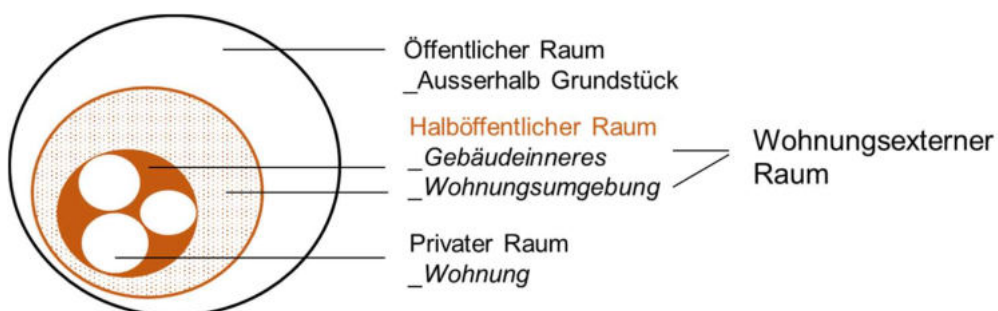 Öffentlicher Raum
_Ausserhalb Grundstück
Halböffentlicher Raum
_Gebäudeinneres
_Wohnungsumgebung
Wohnungsexterner
Raum
Privater Raum
_Wohnung